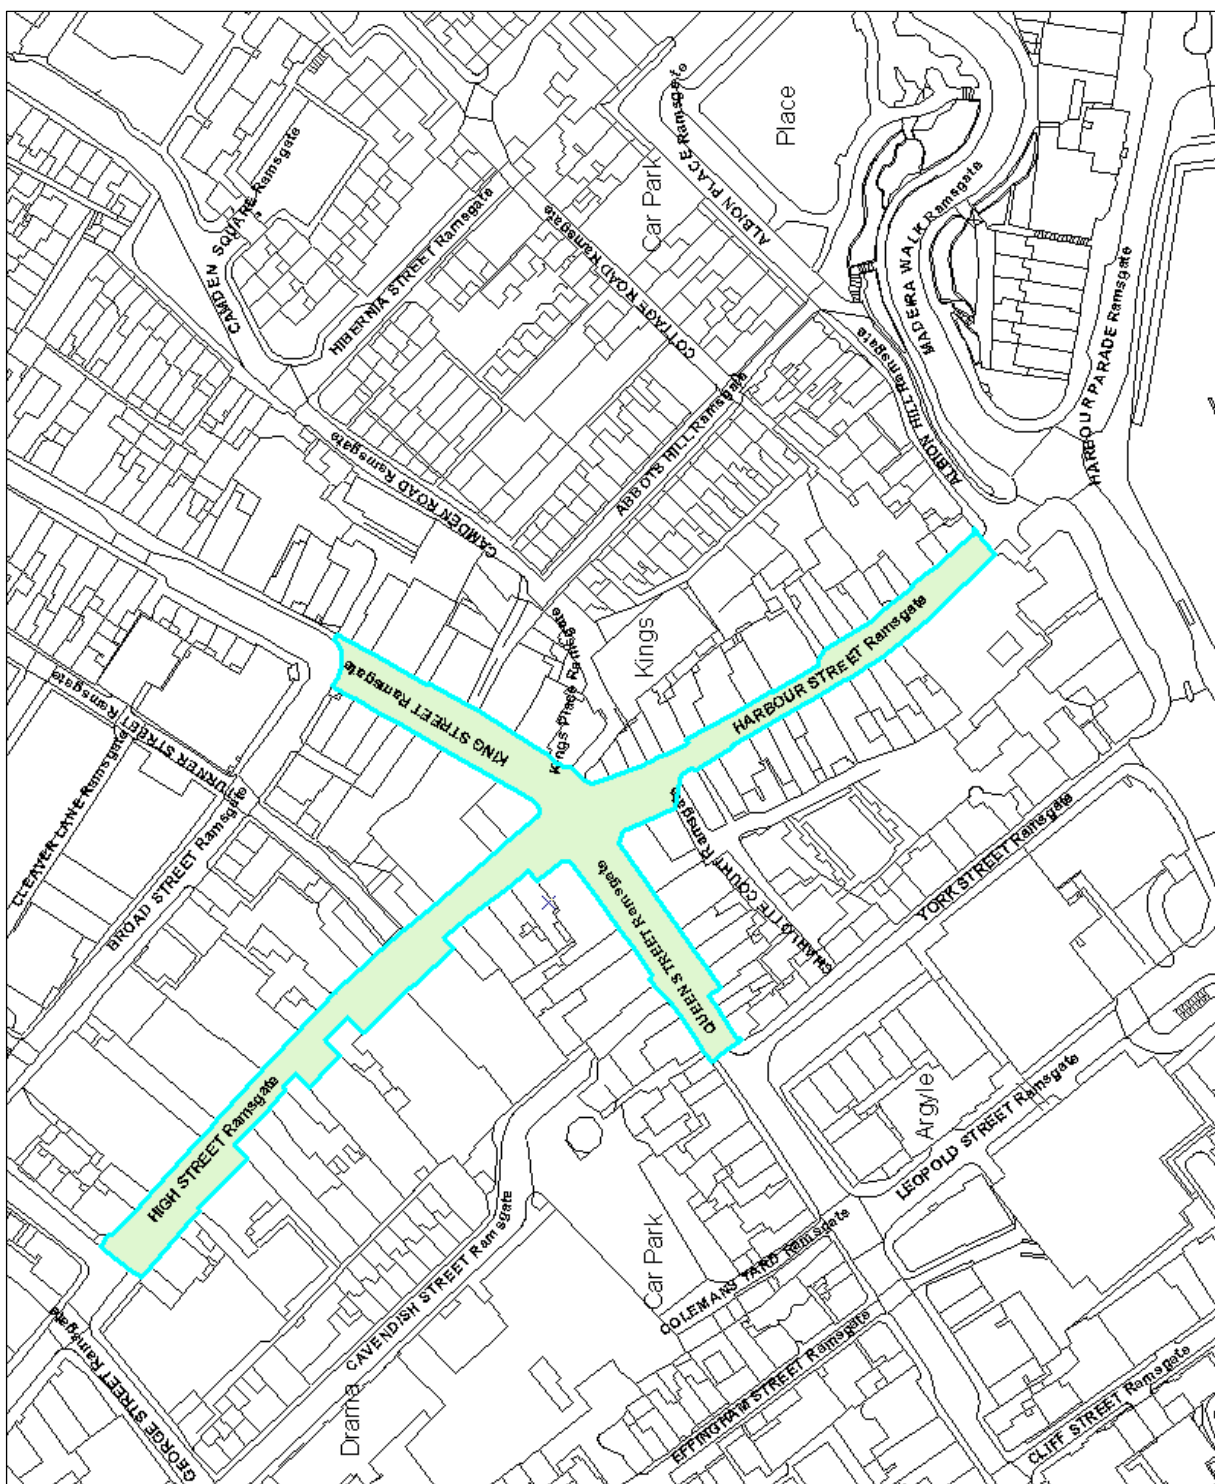 Place
ALBION PLACE Ramsgate
Car Park
CAMDEN SQUARE Ramsgate
HIBERNIA STREET Ramsgate
COTTAGE ROAD Ramsgate
MADEIRA WALK Ramsgate
HARBOUR PARADE Ramsgate
ALBION HILL Ramsgate
ABBOTS HILL Ramsgate
CAMDEN ROAD Ramsgate
Kings
Kings Place Ramsgate
KING STREET Ramsgate
HARBOUR STREET Ramsgate
TURNER STREET Ramsgate
CLEAVER LANE Ramsgate
BROAD STREET Ramsgate
CHARLOTTE COURT Ramsgate
YORK STREET Ramsgate
QUEEN STREET Ramsgate
HIGH STREET Ramsgate
Argyle
LEOPOLD STREET Ramsgate
CAVENDISH STREET Ramsgate
Car Park
COLEMANS YARD Ramsgate
GEORGE STREET Ramsgate
Drama
EFFINGHAM STREET Ramsgate
CLIFF STREET Ramsgate